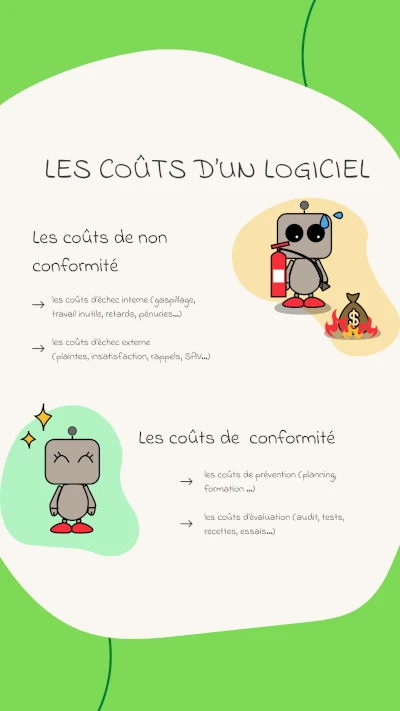 LES COÛTS D'UN LOGICIEL
Les coûts de non
conformité
→ les coûts d'échec interne (gaspillage,
travail inutile, retards, pénuries...)
→ les coûts d'échec externe
(plaintes, insatisfaction, rappels, SAV...)
$
Les coûts de conformité
→ les coûts de prévention (planning,
formation ...)
→ les coûts d'évaluation (audit, tests,
recettes, essais...)